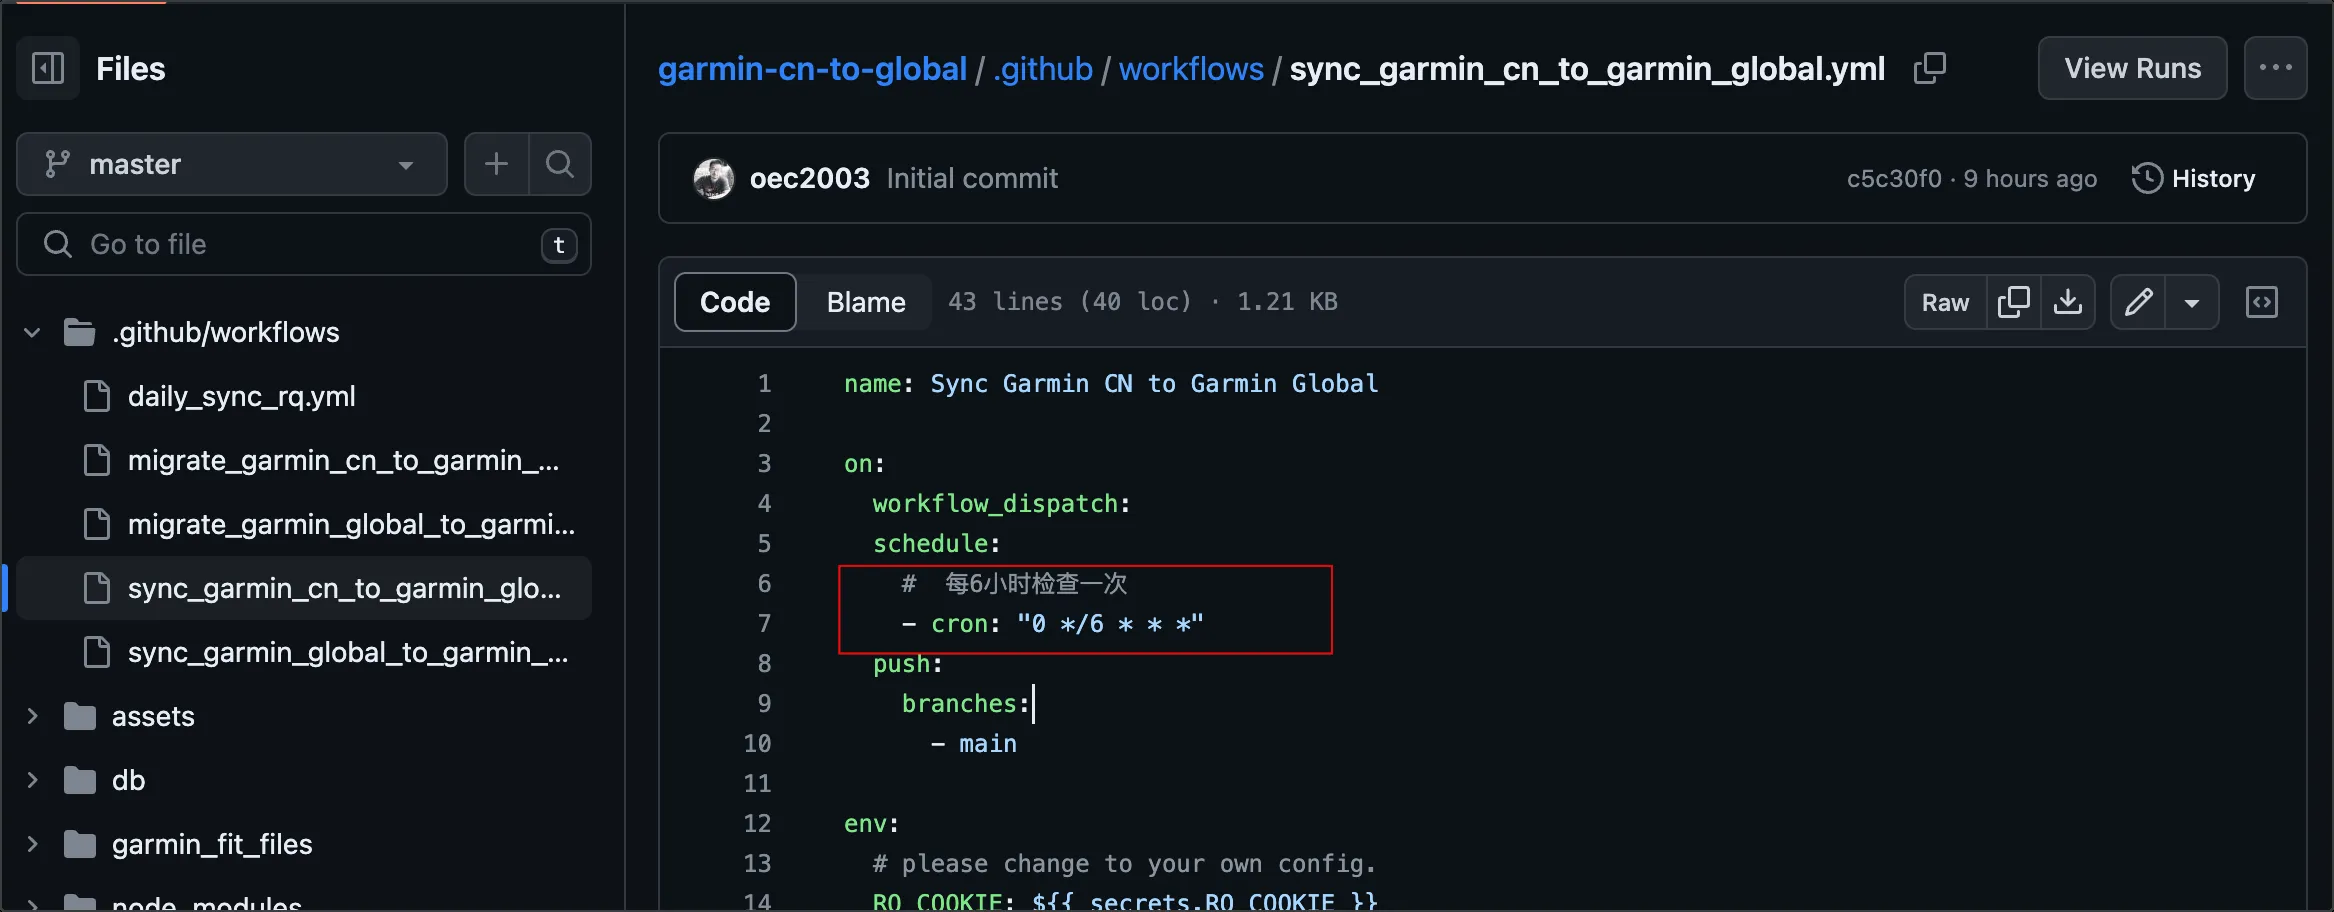 Files
master
Go to file
t
.github/workflows
daily_sync_rq.yml
migrate_garmin_cn_to_garmin_...
migrate_garmin_global_to_garmi...
sync_garmin_cn_to_garmin_glo...
sync_garmin_global_to_garmin_...
assets
db
garmin_fit_files
node_modules
garmin-cn-to-global / .github / workflows / sync_garmin_cn_to_garmin_global.yml
View Runs
oec2003 Initial commit
c5c30f0 · 9 hours ago
History
Code
Blame
43 lines (40 loc) · 1.21 KB
Raw
1 name: Sync Garmin CN to Garmin Global
2
3 on:
4 workflow_dispatch:
5 schedule:
6 # 每6小时检查一次
7 - cron: "0 */6 * * *"
8 push:
9 branches:
10 - main
11
12 env:
13 # please change to your own config.
14 RQ_COOKIE: ${{ secrets.RQ_COOKIE }}